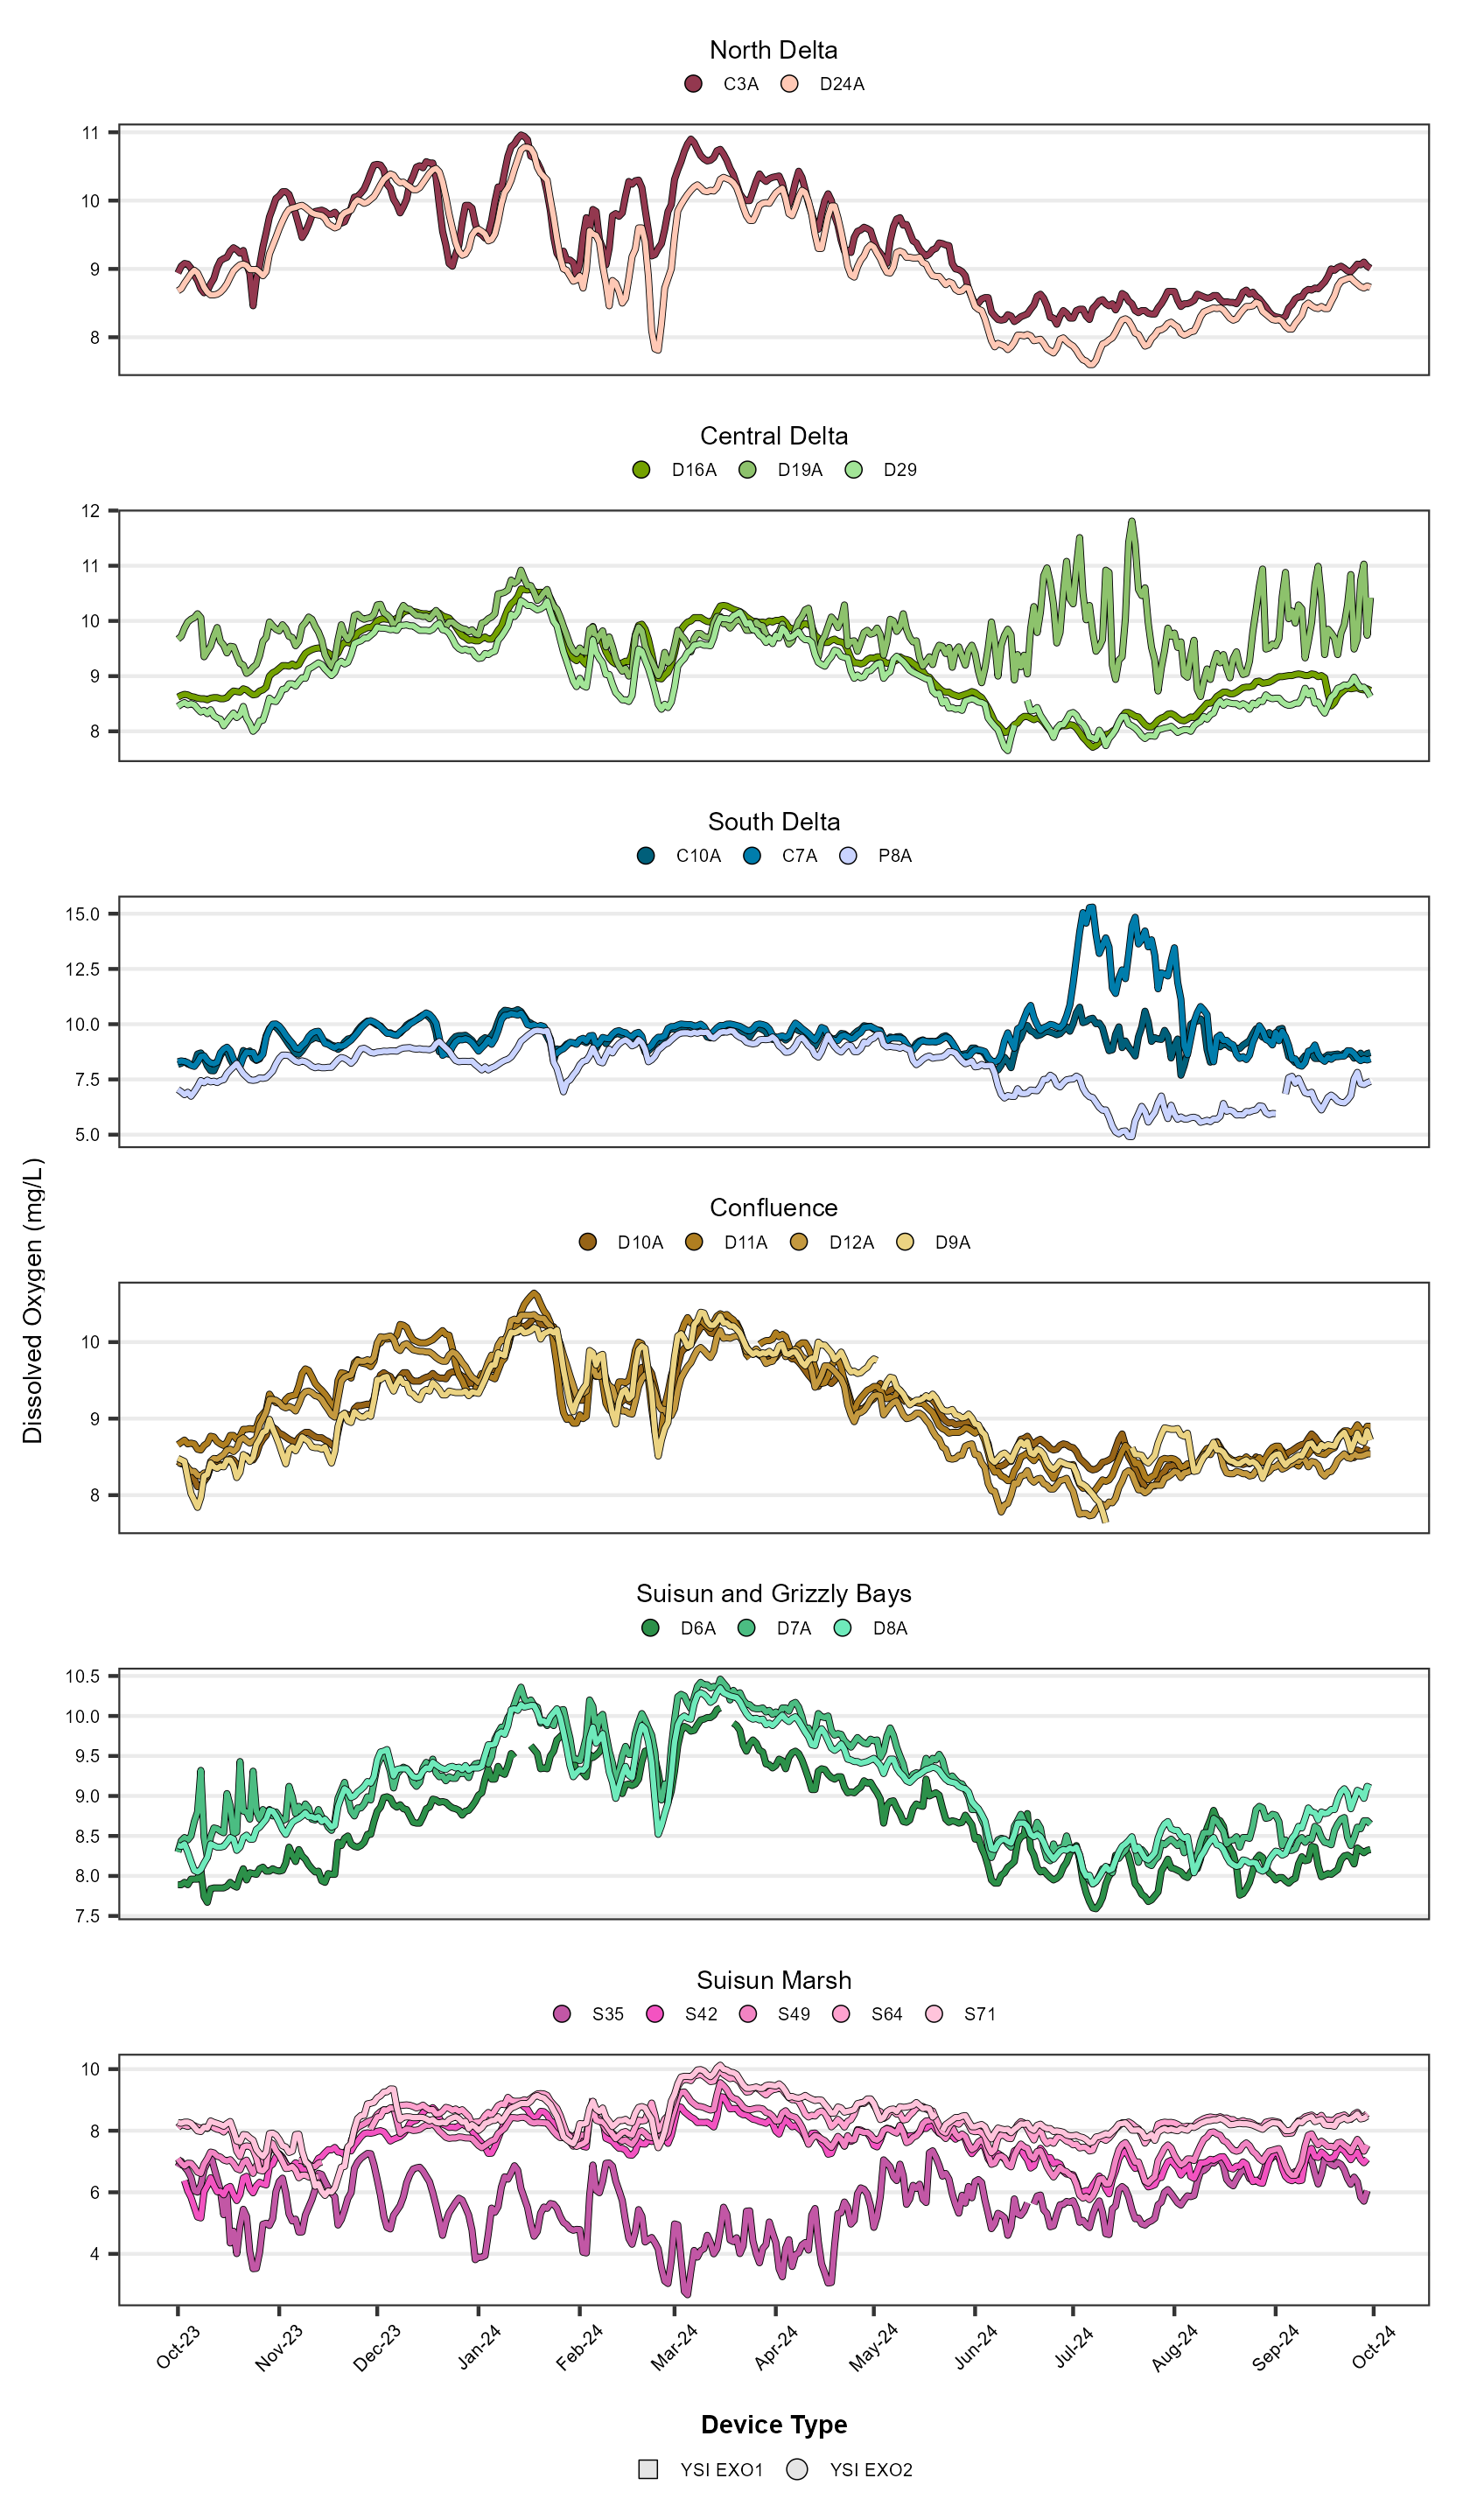 North Delta
C3A D24A
11
10
9
8
Central Delta
D16A D19A D29
12
11
10
9
8
South Delta
C10A C7A P8A
15.0
12.5
10.0
7.5
5.0
Dissolved Oxygen (mg/L)
Confluence
D10A D11A D12A D9A
10
9
8
Suisun and Grizzly Bays
D6A D7A D8A
10.5
10.0
9.5
9.0
8.5
8.0
7.5
Suisun Marsh
S35 S42 S49 S64 S71
10
8
6
4
Oct-23 Nov-23 Dec-23 Jan-24 Feb-24 Mar-24 Apr-24 May-24 Jun-24 Jul-24 Aug-24 Sep-24 Oct-24
Device Type
YSI EXO1 YSI EXO2